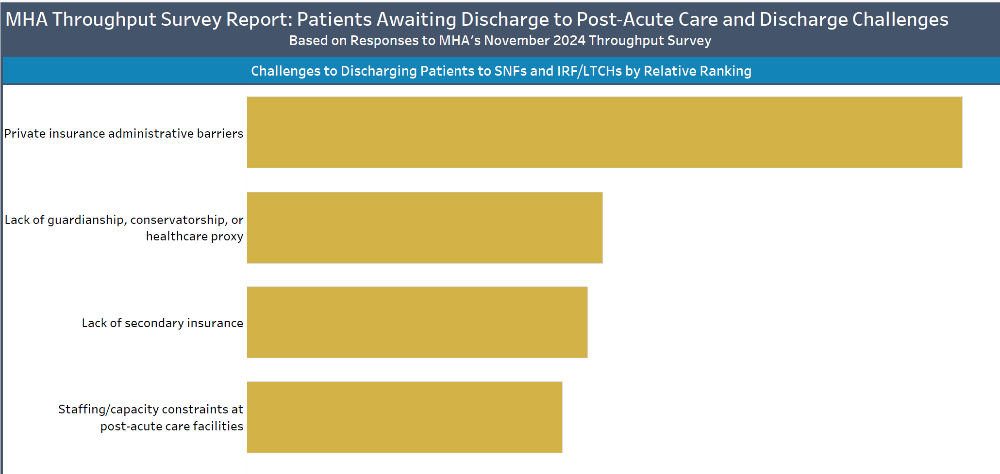 MHA Throughput Survey Report: Patients Awaiting Discharge to Post-Acute Care and Discharge Challenges
Based on Responses to MHA's November 2024 Throughput Survey
Challenges to Discharging Patients to SNFs and IRF/LTCHs by Relative Ranking
Private insurance administrative barriers
Lack of guardianship, conservatorship, or
healthcare proxy
Lack of secondary insurance
Staffing/capacity constraints at
post-acute care facilities